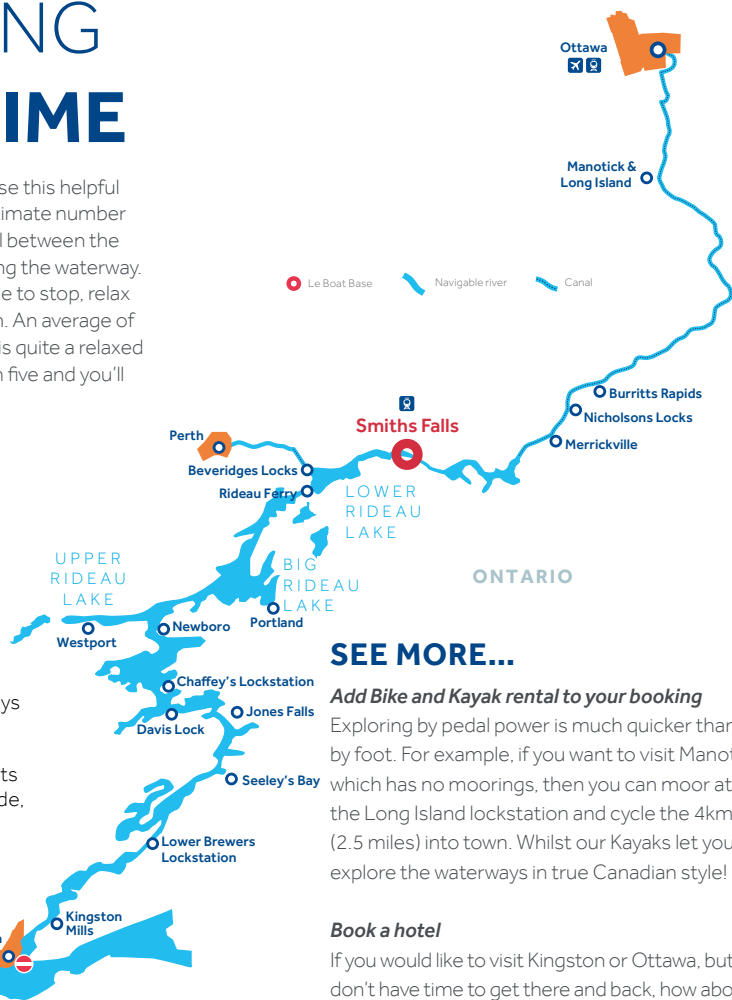 NG
IME
se this helpful
imate number
l between the
ng the waterway.
e to stop, relax
n. An average of
is quite a relaxed
n five and you'll
Ottawa
Manotick &
Long Island
Le Boat Base
Navigable river
Canal
Burritts Rapids
Nicholsons Locks
Merrickville
Smiths Falls
Perth
Beveridges Locks
Rideau Ferry
LOWER
RIDEAU
LAKE
UPPER
RIDEAU
LAKE
BIG
RIDEAU
LAKE
ONTARIO
Portland
Newboro
Westport
Chaffey's Lockstation
Jones Falls
Davis Lock
Seeley's Bay
Lower Brewers
Lockstation
Kingston
Mills
ys
ts
de,
SEE MORE...
Add Bike and Kayak rental to your booking
Exploring by pedal power is much quicker than
by foot. For example, if you want to visit Manot
which has no moorings, then you can moor at
the Long Island lockstation and cycle the 4km
(2.5 miles) into town. Whilst our Kayaks let you
explore the waterways in true Canadian style!
Book a hotel
If you would like to visit Kingston or Ottawa, but
don't have time to get there and back, how abo